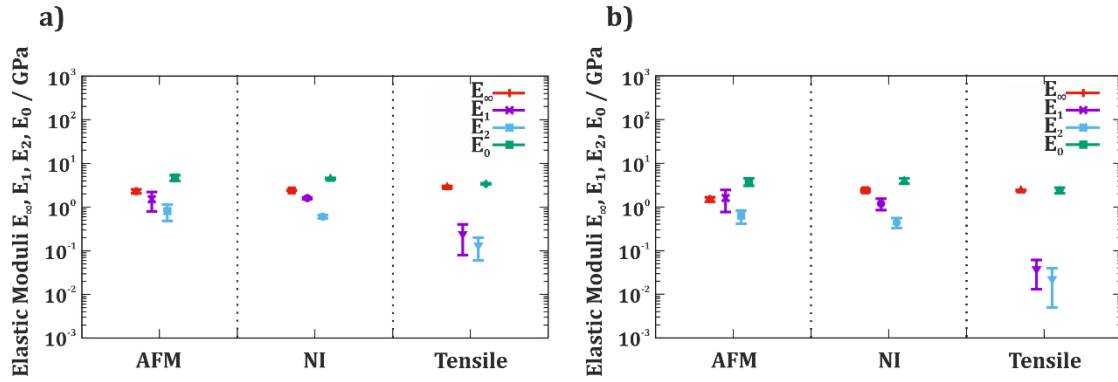 a)
Elastic Moduli E∞, E₁, E₂, E₀ / GPa
10³
10²
10¹
10⁰
10⁻¹
10⁻²
10⁻³
E∞
E₁
E₂
E₀
AFM NI Tensile
b)
Elastic Moduli E∞, E₁, E₂, E₀ / GPa
10³
10²
10¹
10⁰
10⁻¹
10⁻²
10⁻³
E∞
E₁
E₂
E₀
AFM NI Tensile